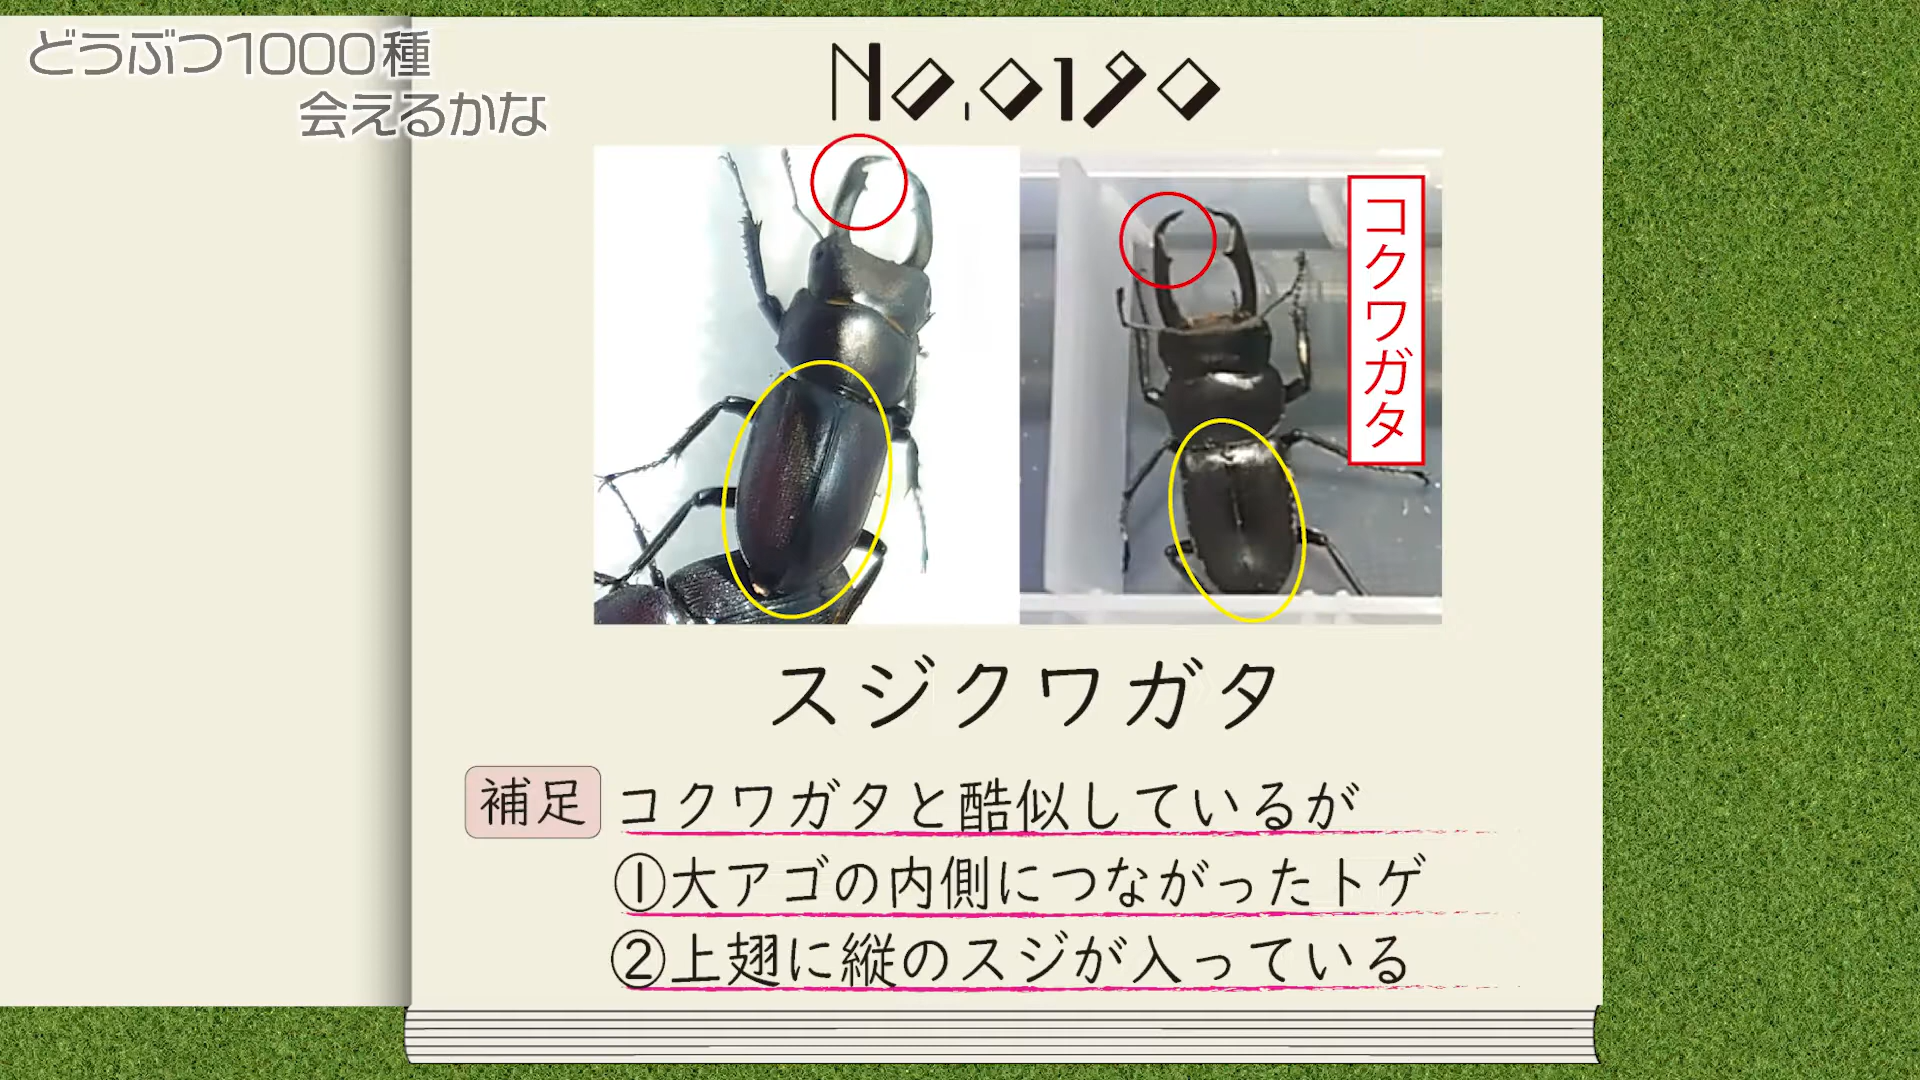 どうぶつ1000種
会えるかな
No.0190
コクワガタ
スジクワガタ
補足 コクワガタと酷似しているが
①大アゴの内側につながったトゲ
②上翅に縦のスジが入っている